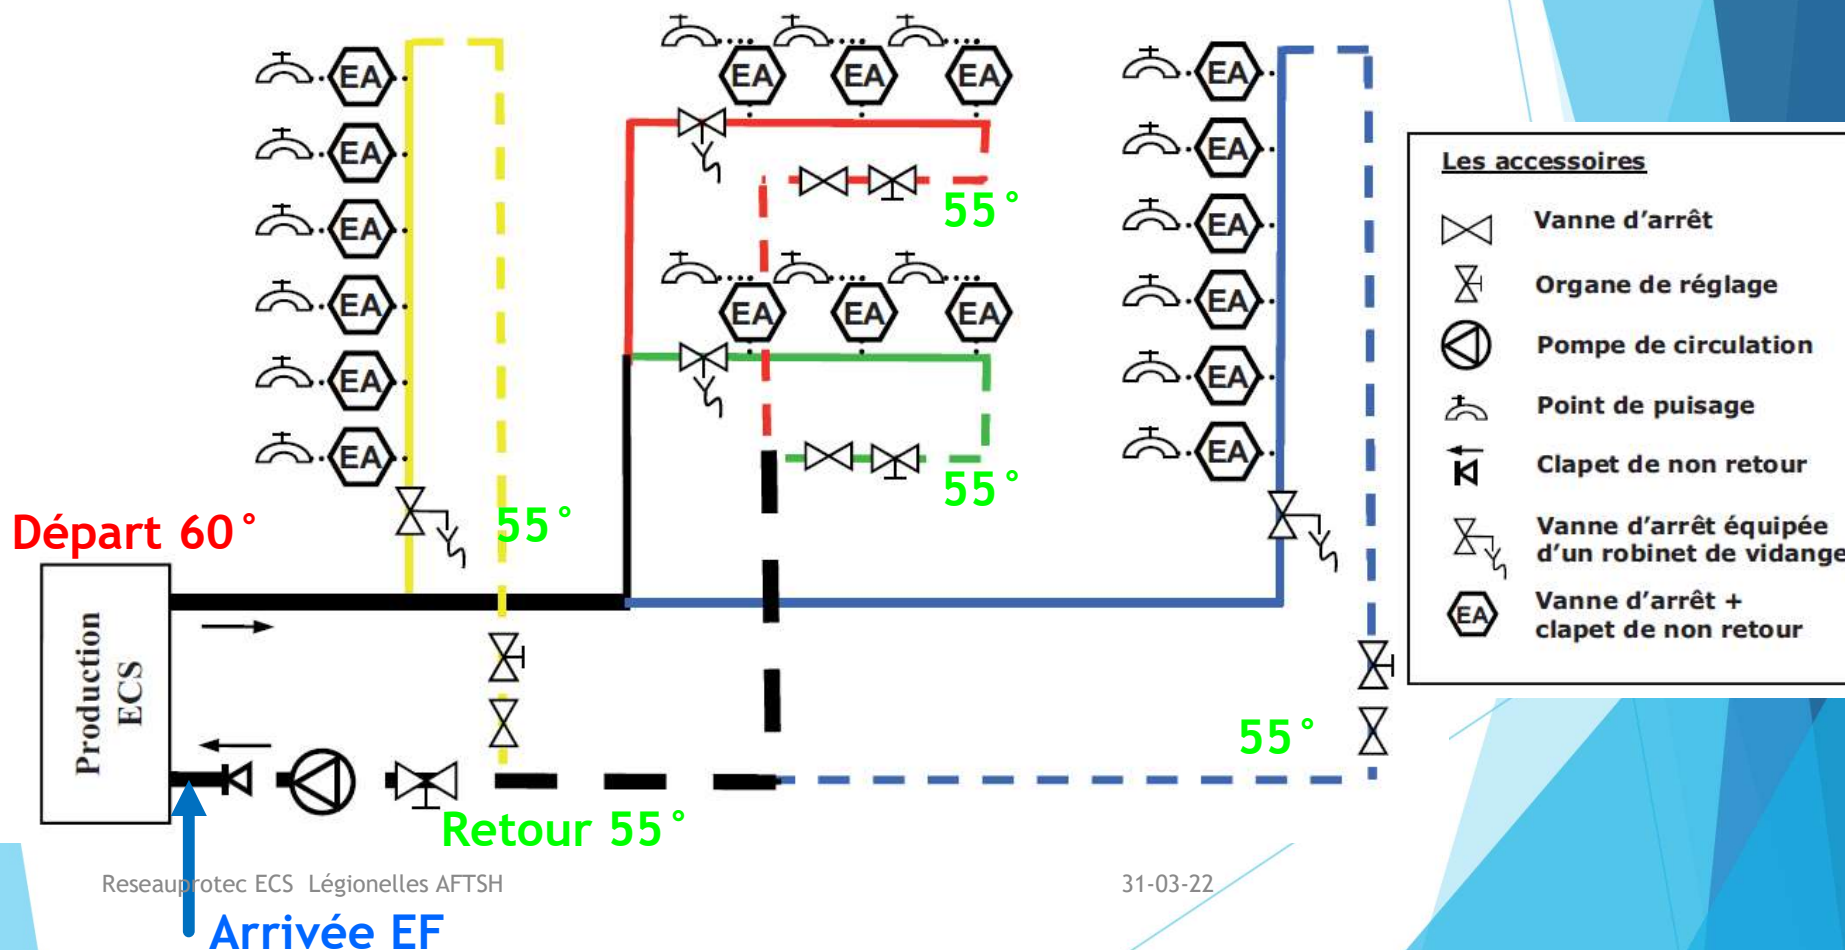 EA EA EA
EA EA
EA EA
EA EA
EA EA EA
EA EA
EA EA
EA EA
55°
55°
55°
55°
Départ 60°
Production
ECS
Retour 55°
Arrivée EF
Les accessoires
Vanne d'arrêt
Organe de réglage
Pompe de circulation
Point de puisage
Clapet de non retour
Vanne d'arrêt équipée
d'un robinet de vidange
EA
Vanne d'arrêt +
clapet de non retour
Reseauprotec ECS Légionelles AFTSH
31-03-22